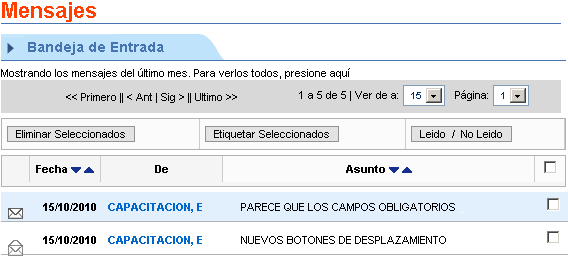 Mensajes
Bandeja de Entrada
Mostrando los mensajes del último mes. Para verlos todos, presione aquí
<< Primero || < Ant | Sig > || Ultimo >> 1 a 5 de 5 | Ver de a: 15 Página: 1
Eliminar Seleccionados Etiquetar Seleccionados Leido / No Leido
Fecha De Asunto
15/10/2010 CAPACITACION, E PARECE QUE LOS CAMPOS OBLIGATORIOS
15/10/2010 CAPACITACION, E NUEVOS BOTONES DE DESPLAZAMIENTO